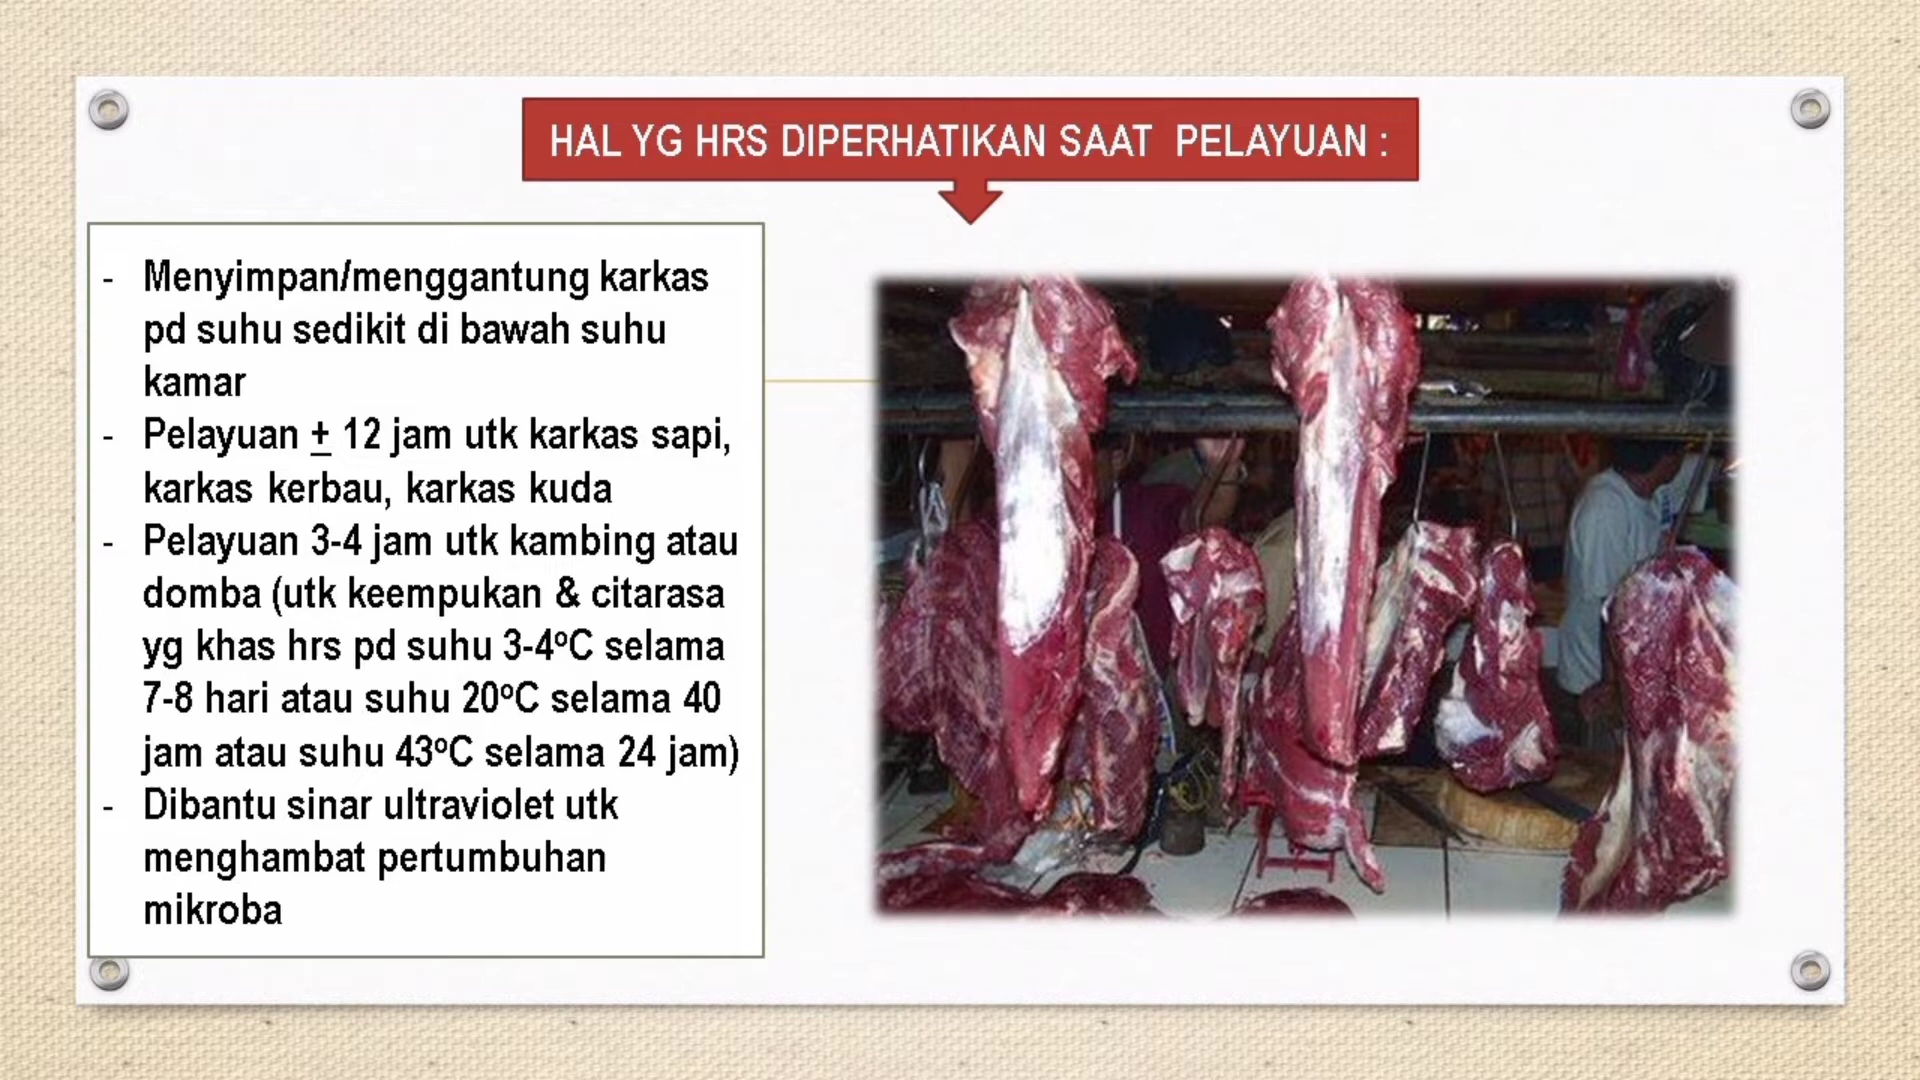 HAL YG HRS DIPERHATIKAN SAAT PELAYUAN :
- Menyimpan/menggantung karkas
pd suhu sedikit di bawah suhu
kamar
- Pelayuan ± 12 jam utk karkas sapi,
karkas kerbau, karkas kuda
- Pelayuan 3-4 jam utk kambing atau
domba (utk keempukan & citarasa
yg khas hrs pd suhu 3-4ºC selama
7-8 hari atau suhu 20ºC selama 40
jam atau suhu 43ºC selama 24 jam)
- Dibantu sinar ultraviolet utk
menghambat pertumbuhan
mikroba